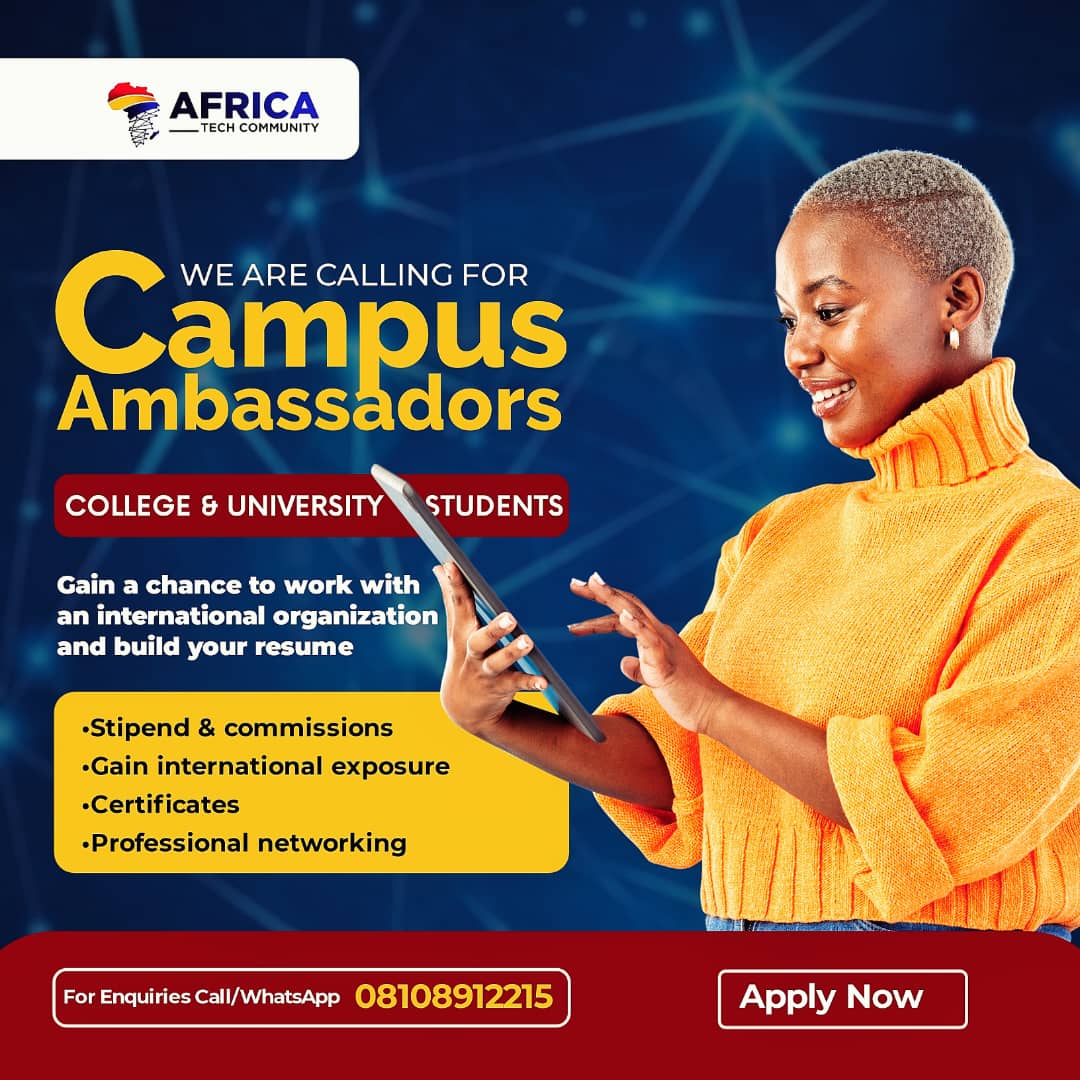 AFRICA
TECH COMMUNITY
WE ARE CALLING FOR
Campus
Ambassadors
COLLEGE & UNIVERSITY STUDENTS
Gain a chance to work with
an international organization
and build your resume
•Stipend & commissions
•Gain international exposure
•Certificates
•Professional networking
For Enquiries Call/WhatsApp 08108912215
Apply Now